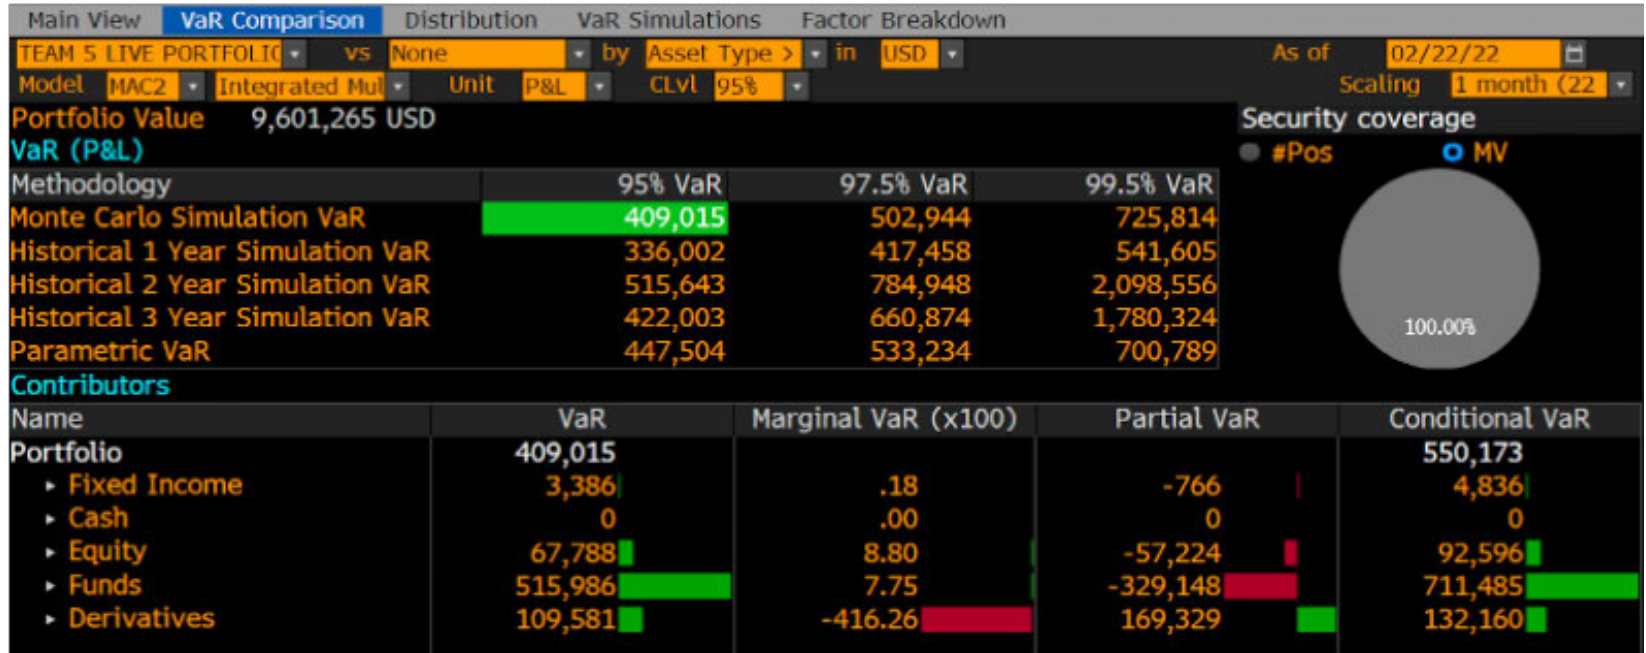 Main View VaR Comparison Distribution VaR Simulations Factor Breakdown
TEAM 5 LIVE PORTFOLIO vs None by Asset Type > in USD As of 02/22/22
Model MAC2 Integrated Mul Unit P&L CLvl 95% Scaling 1 month (22
Portfolio Value 9,601,265 USD Security coverage
VaR (P&L) #Pos MV
Methodology 95% VaR 97.5% VaR 99.5% VaR
Monte Carlo Simulation VaR 409,015 502,944 725,814
Historical 1 Year Simulation VaR 336,002 417,458 541,605
Historical 2 Year Simulation VaR 515,643 784,948 2,098,556
Historical 3 Year Simulation VaR 422,003 660,874 1,780,324
100.00%
Parametric VaR 447,504 533,234 700,789
Contributors
Name VaR Marginal VaR (x100) Partial VaR Conditional VaR
Portfolio 409,015 550,173
Fixed Income 3,386 .18 -766 4,836
Cash 0 .00 0 0
Equity 67,788 8.80 -57,224 92,596
Funds 515,986 7.75 -329,148 711,485
Derivatives 109,581 -416.26 169,329 132,160